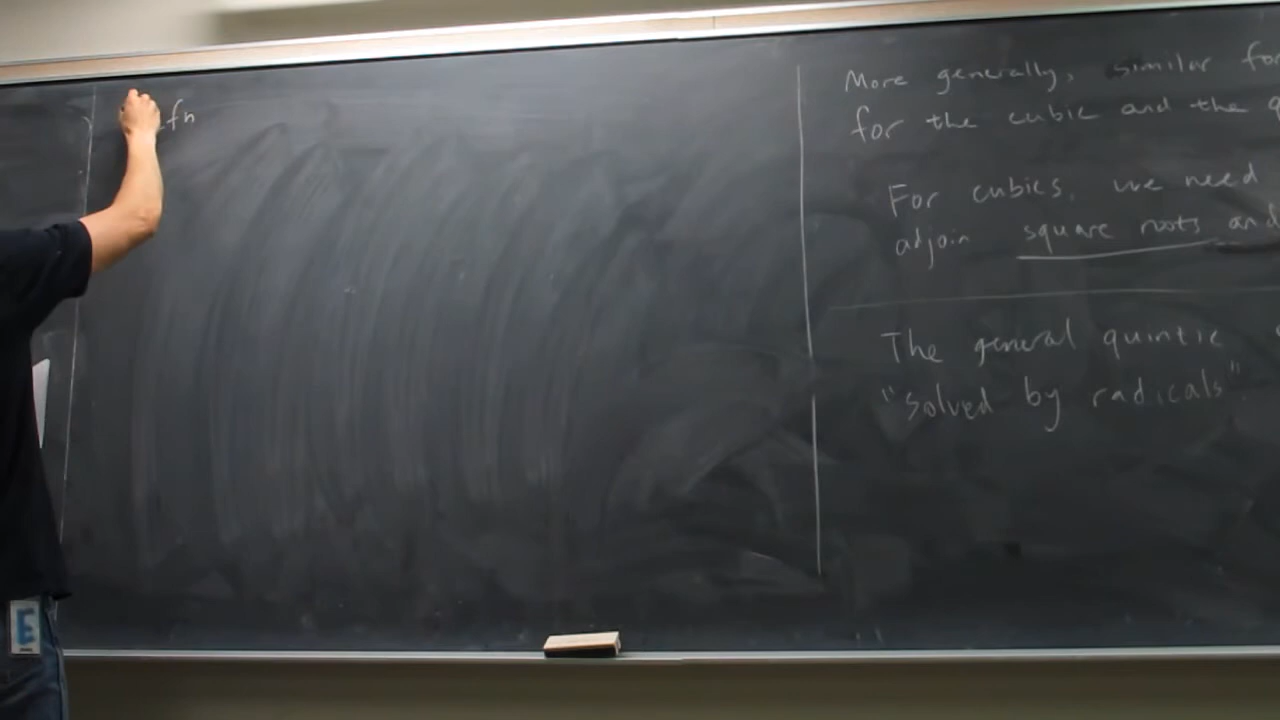 fn
More generally, similar for
for the cubic and the q
For cubics, we need
adjoin square roots and
The general quintic
"solved by radicals"
E